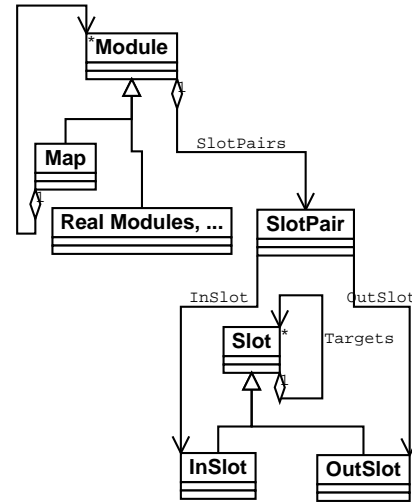 *Module
1
SlotPairs
Map
1
Real Modules, ...
SlotPair
InSlot
OutSlot
Slot
*
Targets
1
InSlot
OutSlot